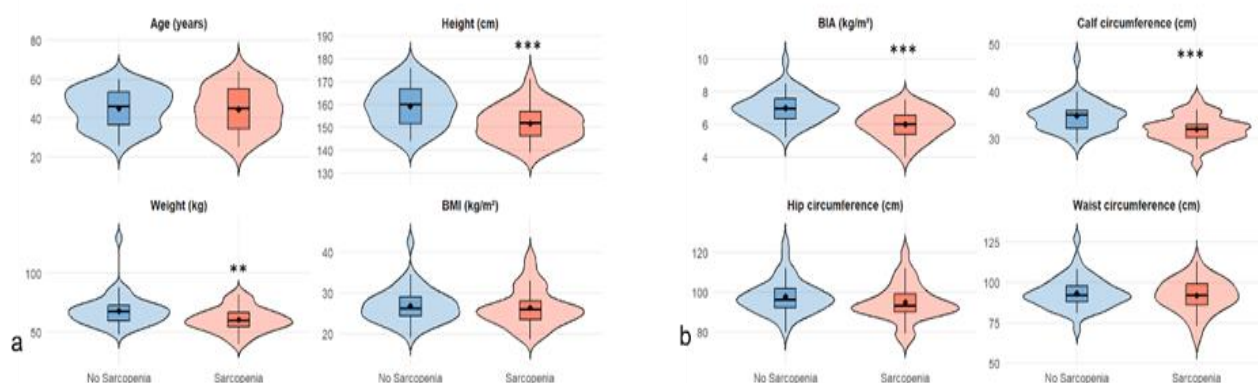 Age (years)
80
60
40
20
Height (cm)
***
190
180
170
160
150
140
130
Weight (kg)
**
100
50
BMI (kg/m²)
40
30
20
a
No Sarcopenia Sarcopenia No Sarcopenia Sarcopenia
BIA (kg/m²)
***
10
8
6
4
Calf circumference (cm)
***
50
40
30
Hip circumference (cm)
120
100
80
Waist circumference (cm)
125
100
75
50
b
No Sarcopenia Sarcopenia No Sarcopenia Sarcopenia